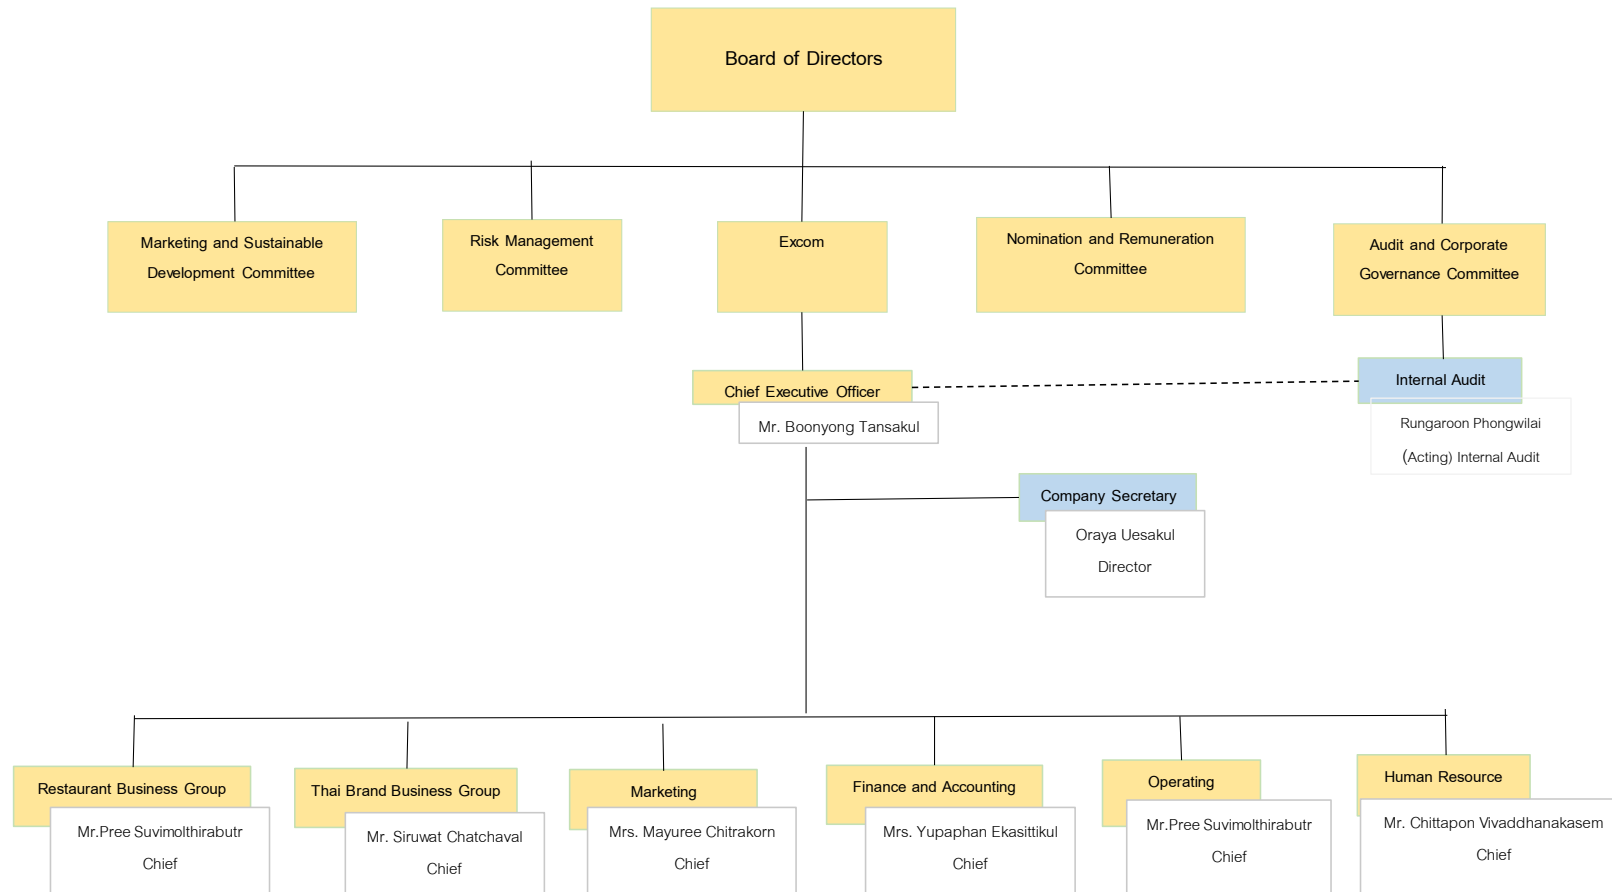 Board of Directors
Marketing and Sustainable
Development Committee
Risk Management
Committee
Excom
Nomination and Remuneration
Committee
Audit and Corporate
Governance Committee
Chief Executive Officer
Mr. Boonyong Tansakul
Internal Audit
Rungaroon Phongwilai
(Acting) Internal Audit
Company Secretary
Oraya Uesakul
Director
Restaurant Business Group
Mr.Pree Suvimolthirabutr
Chief
Thai Brand Business Group
Mr. Siruwat Chatchaval
Chief
Marketing
Mrs. Mayuree Chitrakorn
Chief
Finance and Accounting
Mrs. Yupaphan Ekasittikul
Chief
Operating
Mr.Pree Suvimolthirabutr
Chief
Human Resource
Mr. Chittapon Vivaddhanakasem
Chief